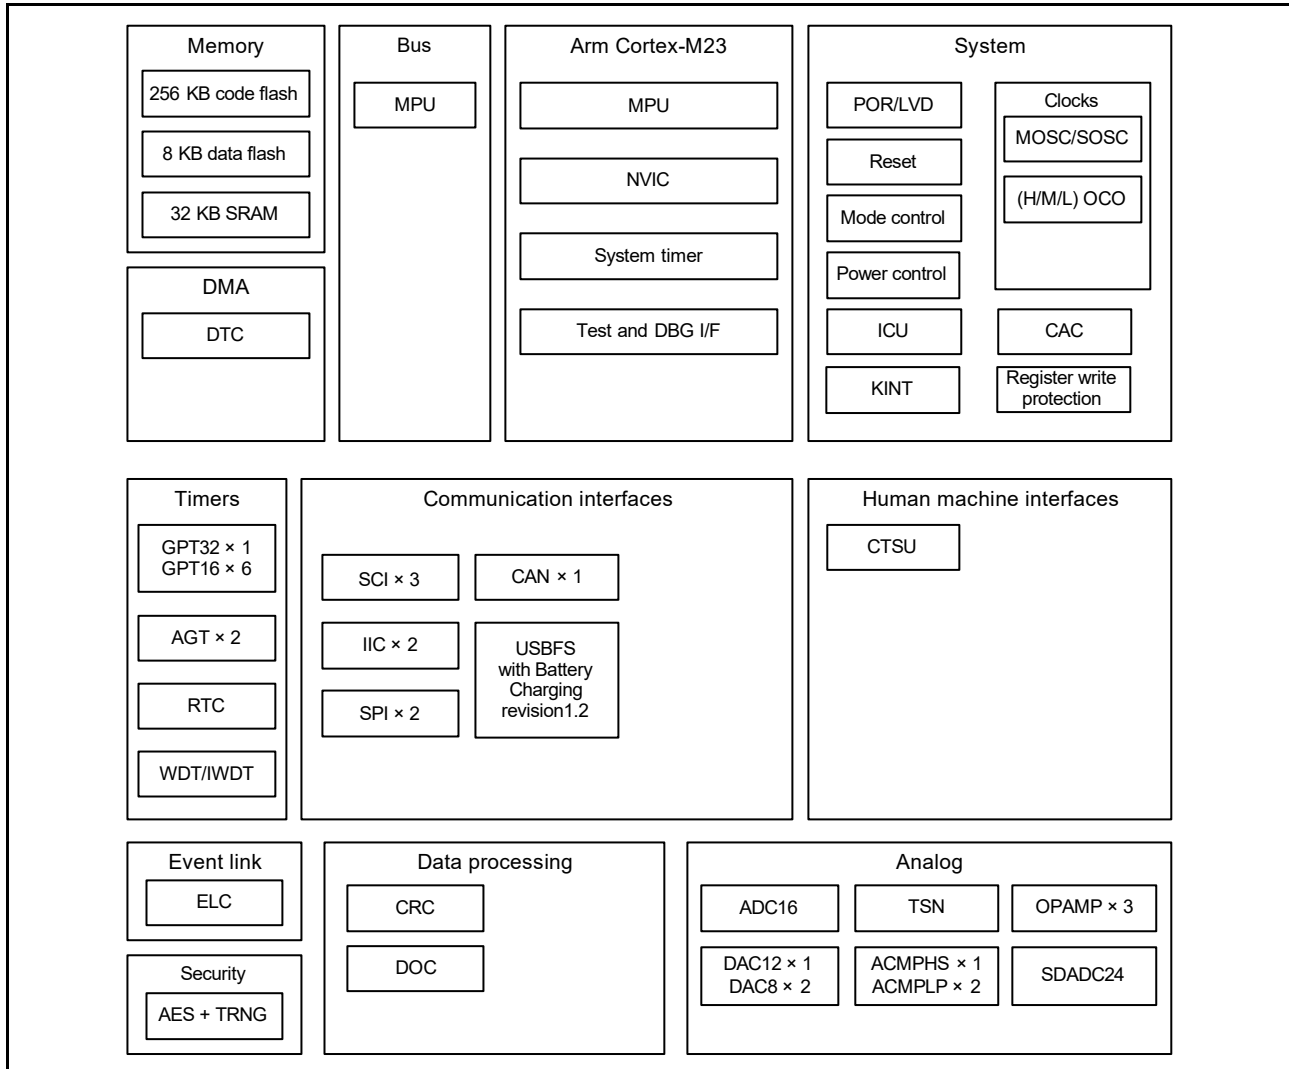 Memory
256 KB code flash
8 KB data flash
32 KB SRAM
DMA
DTC
Bus
MPU
Arm Cortex-M23
MPU
NVIC
System timer
Test and DBG I/F
System
POR/LVD
Reset
Mode control
Power control
ICU
KINT
Clocks
MOSC/SOSC
(H/M/L) OCO
CAC
Register write
protection
Timers
GPT32 × 1
GPT16 × 6
AGT × 2
RTC
WDT/IWDT
Communication interfaces
SCI × 3
IIC × 2
SPI × 2
CAN × 1
USBFS
with Battery
Charging
revision1.2
Human machine interfaces
CTSU
Event link
ELC
Security
AES + TRNG
Data processing
CRC
DOC
Analog
ADC16
TSN
OPAMP × 3
DAC12 × 1
DAC8 × 2
ACMPHS × 1
ACMPLP × 2
SDADC24